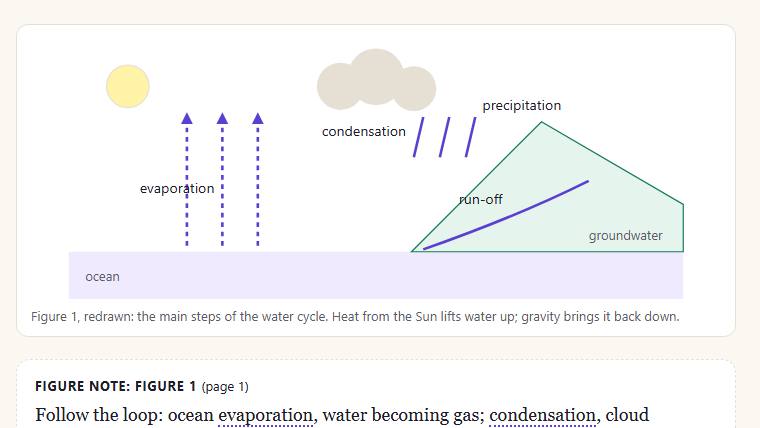 precipitation
condensation
evaporation
run-off
groundwater
ocean
Figure 1, redrawn: the main steps of the water cycle. Heat from the Sun lifts water up; gravity brings it back down.
FIGURE NOTE: FIGURE 1 (page 1)
Follow the loop: ocean evaporation, water becoming gas; condensation, cloud